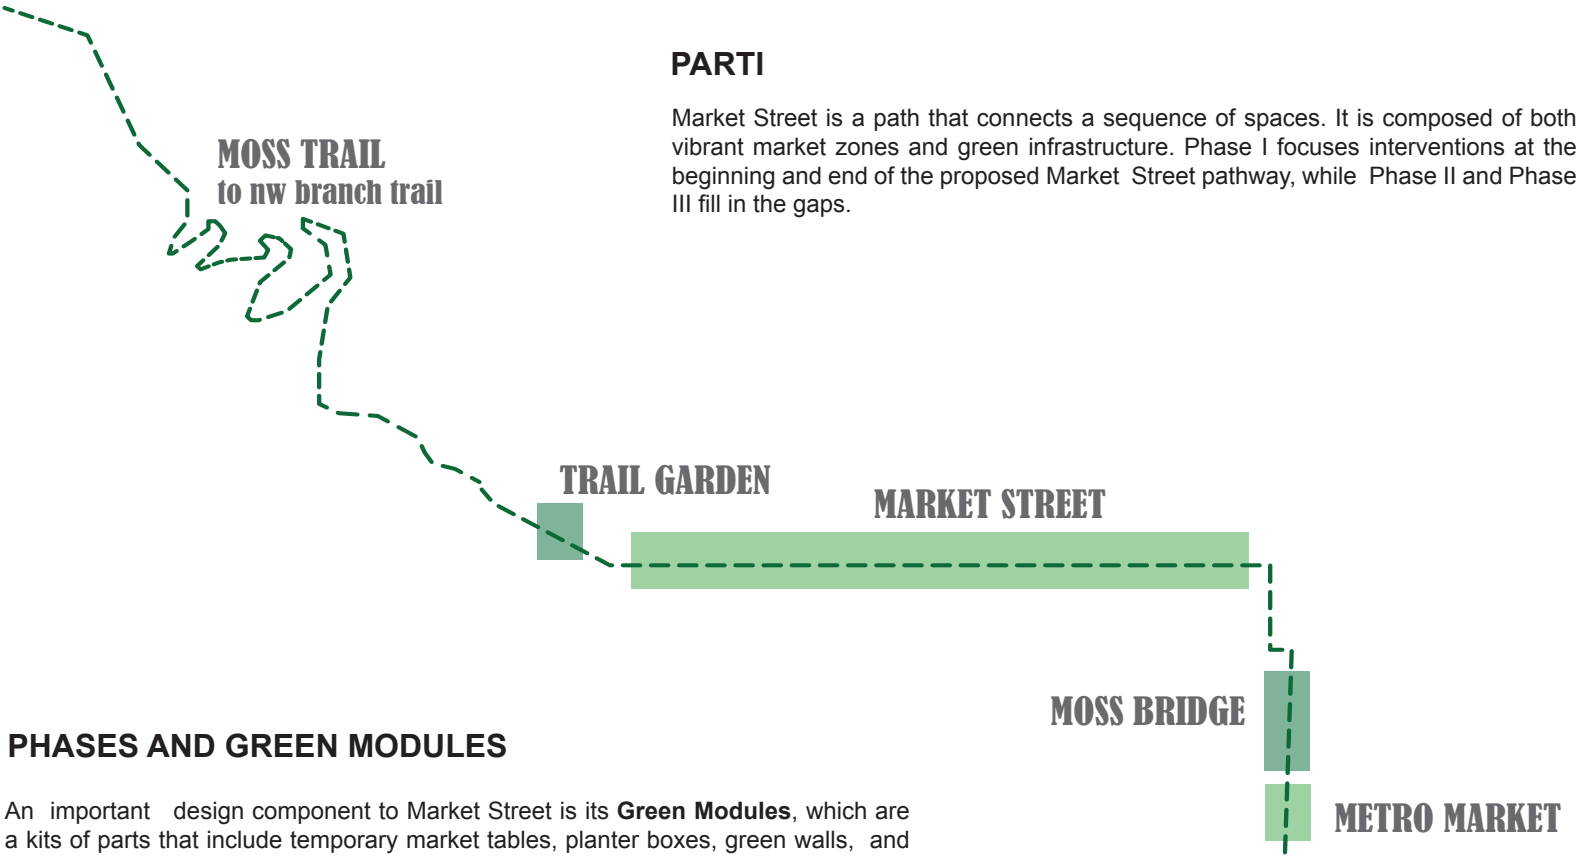 PARTI
Market Street is a path that connects a sequence of spaces. It is composed of both
vibrant market zones and green infrastructure. Phase I focuses interventions at the
beginning and end of the proposed Market Street pathway, while Phase II and Phase
III fill in the gaps.
MOSS TRAIL
to nw branch trail
TRAIL GARDEN
MARKET STREET
MOSS BRIDGE
METRO MARKET
PHASES AND GREEN MODULES
An important design component to Market Street is its Green Modules, which are
a kits of parts that include temporary market tables, planter boxes, green walls, and